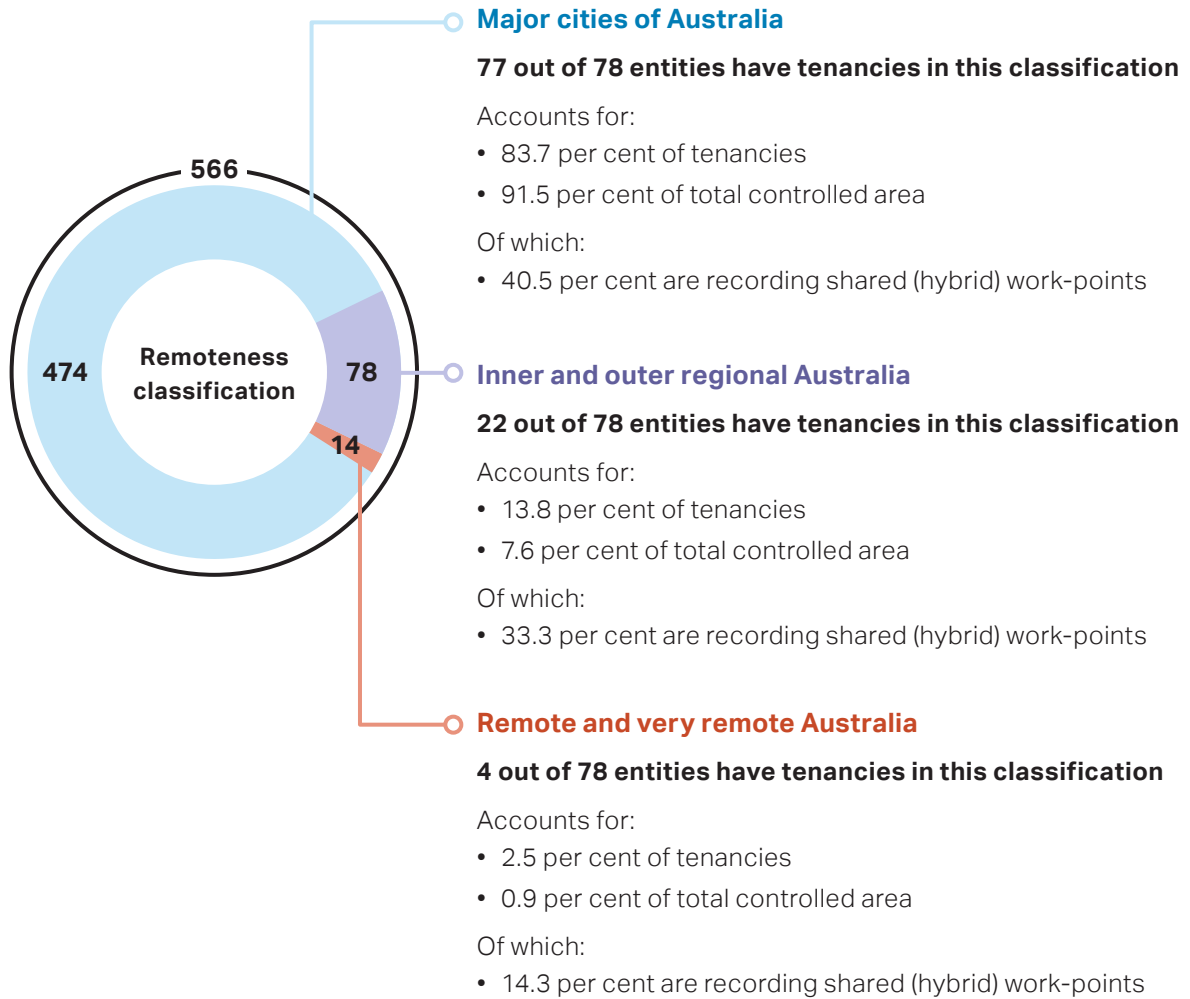 566
474
Remoteness
classification
78
14
Major cities of Australia
77 out of 78 entities have tenancies in this classification
Accounts for:
• 83.7 per cent of tenancies
• 91.5 per cent of total controlled area
Of which:
• 40.5 per cent are recording shared (hybrid) work-points
Inner and outer regional Australia
22 out of 78 entities have tenancies in this classification
Accounts for:
• 13.8 per cent of tenancies
• 7.6 per cent of total controlled area
Of which:
• 33.3 per cent are recording shared (hybrid) work-points
Remote and very remote Australia
4 out of 78 entities have tenancies in this classification
Accounts for:
• 2.5 per cent of tenancies
• 0.9 per cent of total controlled area
Of which:
• 14.3 per cent are recording shared (hybrid) work-points